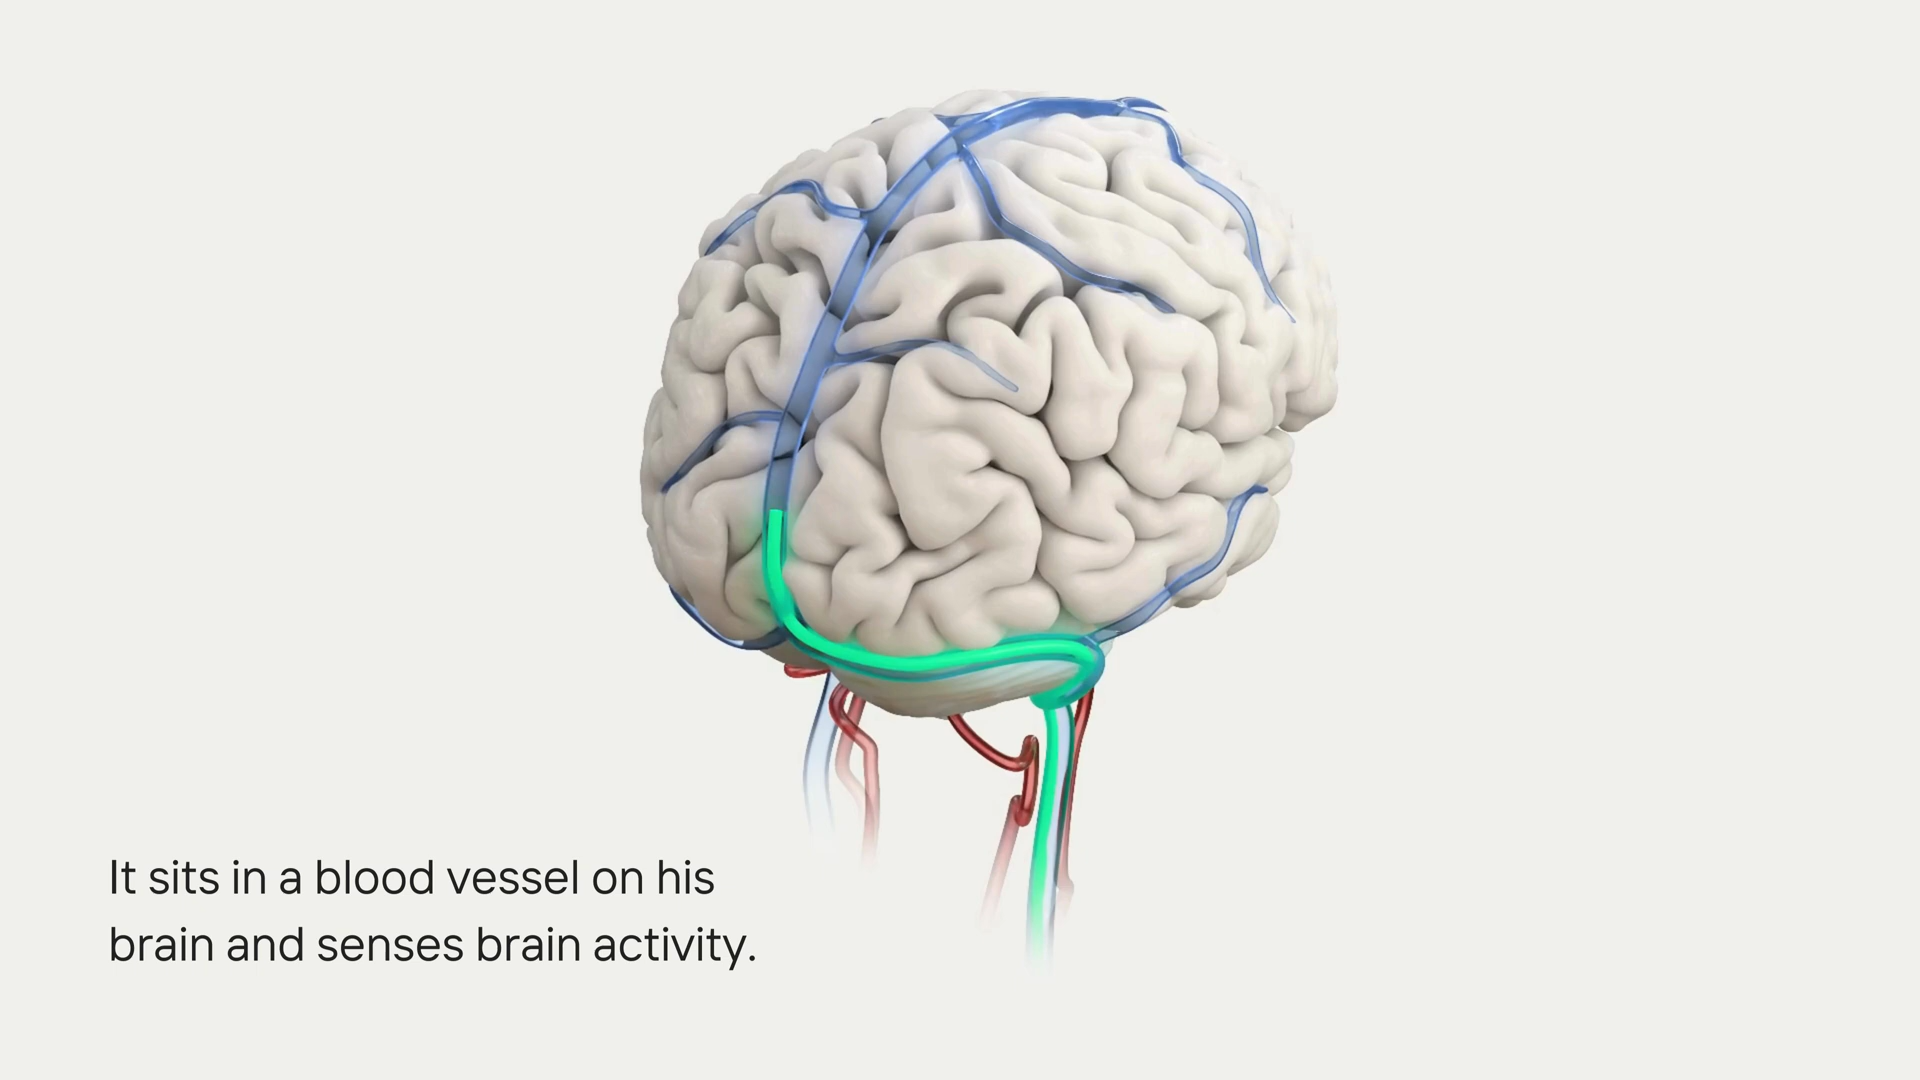 It sits in a blood vessel on his
brain and senses brain activity.